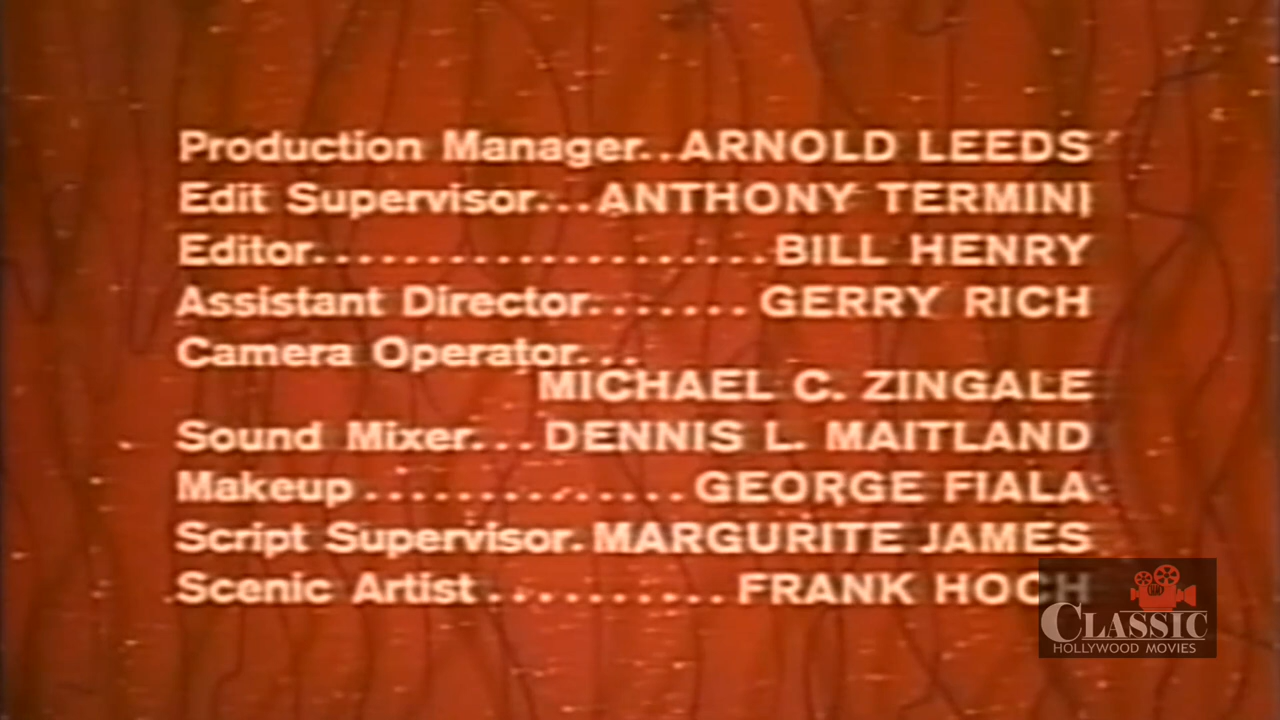 Production Manager..ARNOLD LEEDS
Edit Supervisor...ANTHONY TERMINI
Editor.....................BILL HENRY
Assistant Director.......GERRY RICH
Camera Operator...
MICHAEL C. ZINGALE
Sound Mixer...DENNIS L. MAITLAND
Makeup...............GEORGE FIALA
Script Supervisor.MARGURITE JAMES
Scenic Artist...........FRANK HOCH
CLASSIC
HOLLYWOOD MOVIES